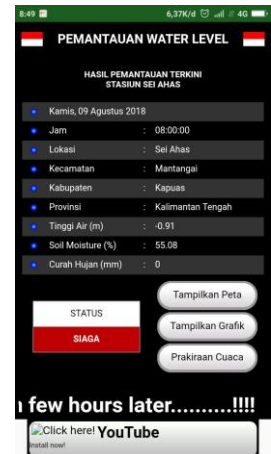 8:49 6,37K/d 4G
PEMANTAUAN WATER LEVEL
HASIL PEMANTAUAN TERKINI
STASIUN SEI AHAS
Kamis, 09 Agustus 2018
Jam : 08:00:00
Lokasi : Sei Ahas
Kecamatan : Mantangai
Kabupaten : Kapuas
Provinsi : Kalimantan Tengah
Tinggi Air (m) : -0.91
Soil Moisture (%) : 55.08
Curah Hujan (mm) : 0
STATUS
SIAGA
Tampilkan Peta
Tampilkan Grafik
Prakiraan Cuaca
few hours later..........!!!!
Click here! YouTube
Install now!